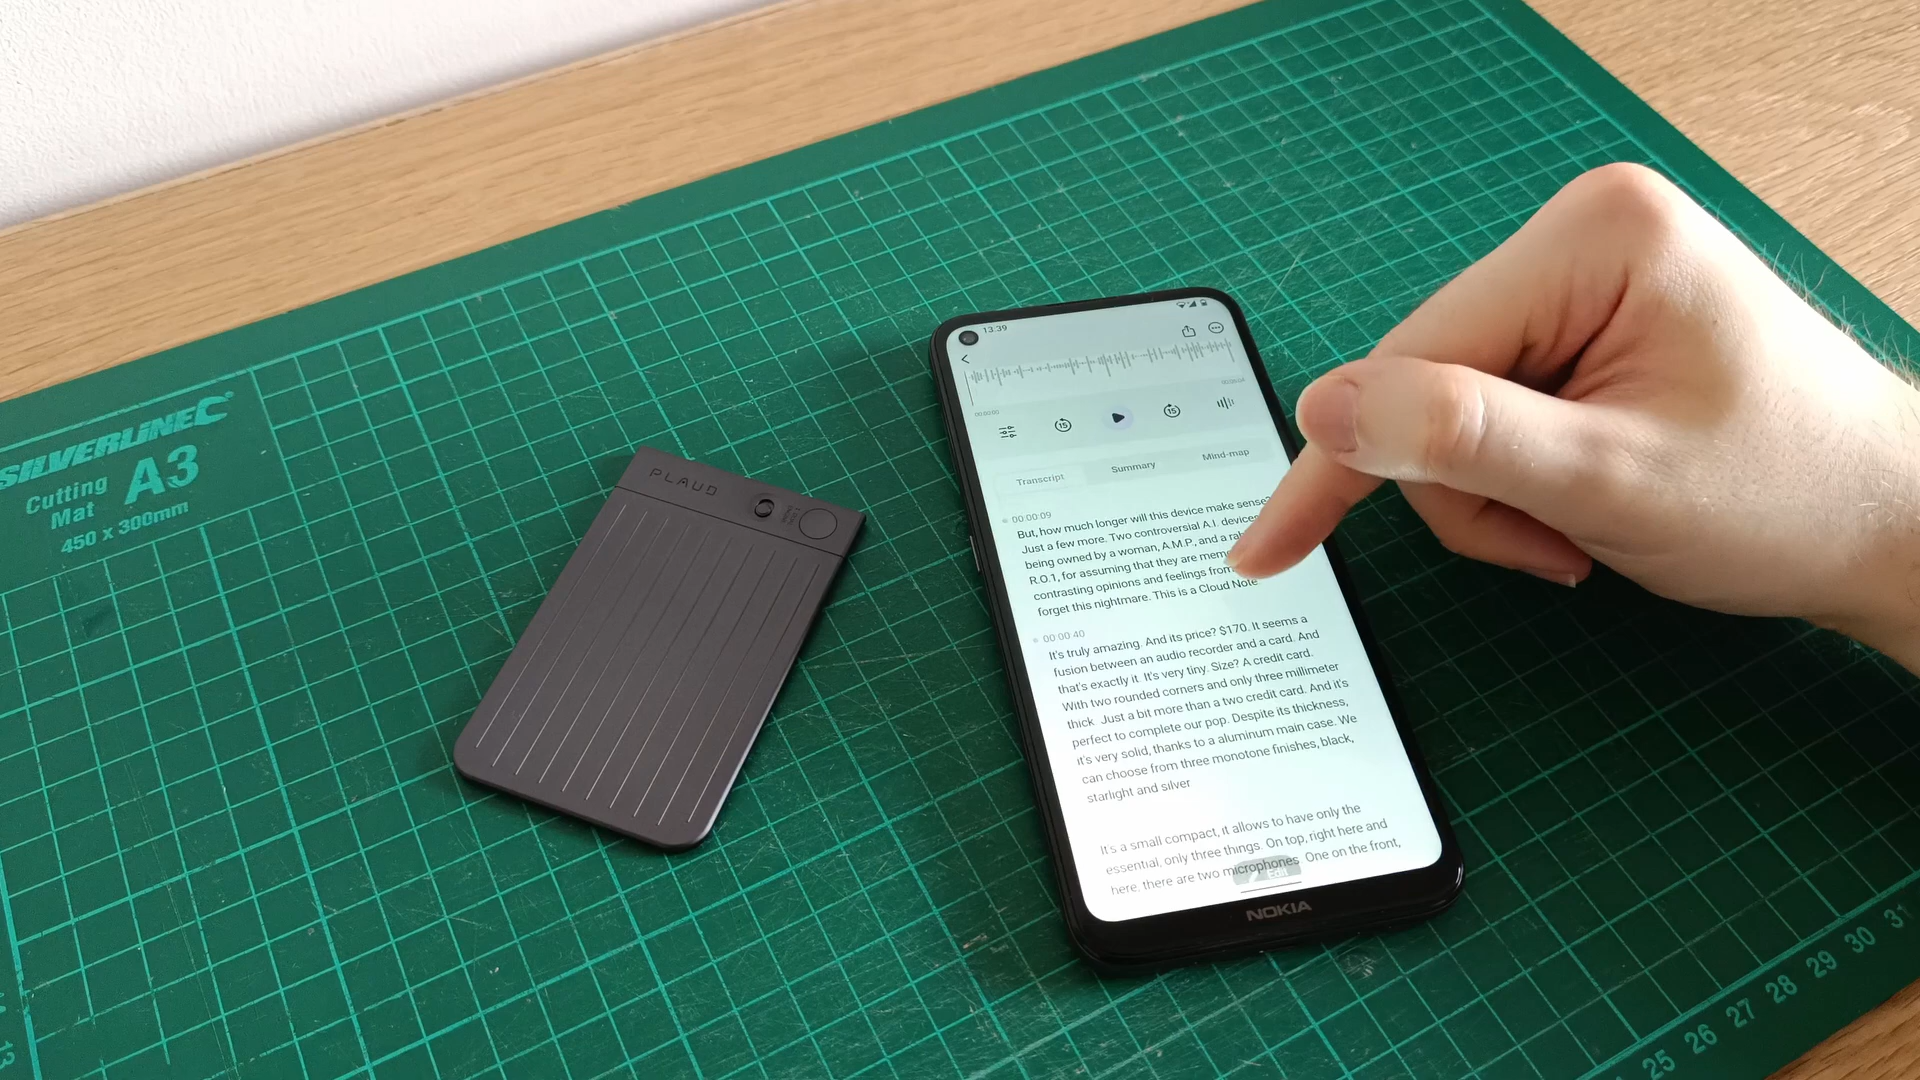 SILVERLINE
Cutting
Mat
A3
450 x 300mm
PLAUD
13:39
00:00:00
15
15
Transcript
Summary
Mind-map
00:00:09
But, how much longer will this device make sense?
Just a few more. Two controversial A.I. devices
being owned by a woman, A.M.P., and a
R.O.1, for assuming that they are
contrasting opinions and feelings from
forget this nightmare. This is a Cloud Note
00:00:40
It's truly amazing. And its price? $170. It seems a
fusion between an audio recorder and a card. And
that's exactly it. It's very tiny. Size? A credit card.
With two rounded corners and only three millimeter
thick. Just a bit more than a two credit card. And it's
perfect to complete our pop. Despite its thickness,
it's very solid, thanks to a aluminum main case. We
can choose from three monotone finishes, black,
starlight and silver
It's a small compact, it allows to have only the
essential, only three things. On top, right here and
here, there are two microphones. One on the front,
Edit
NOKIA
25 26 27 28 29 30 31
13